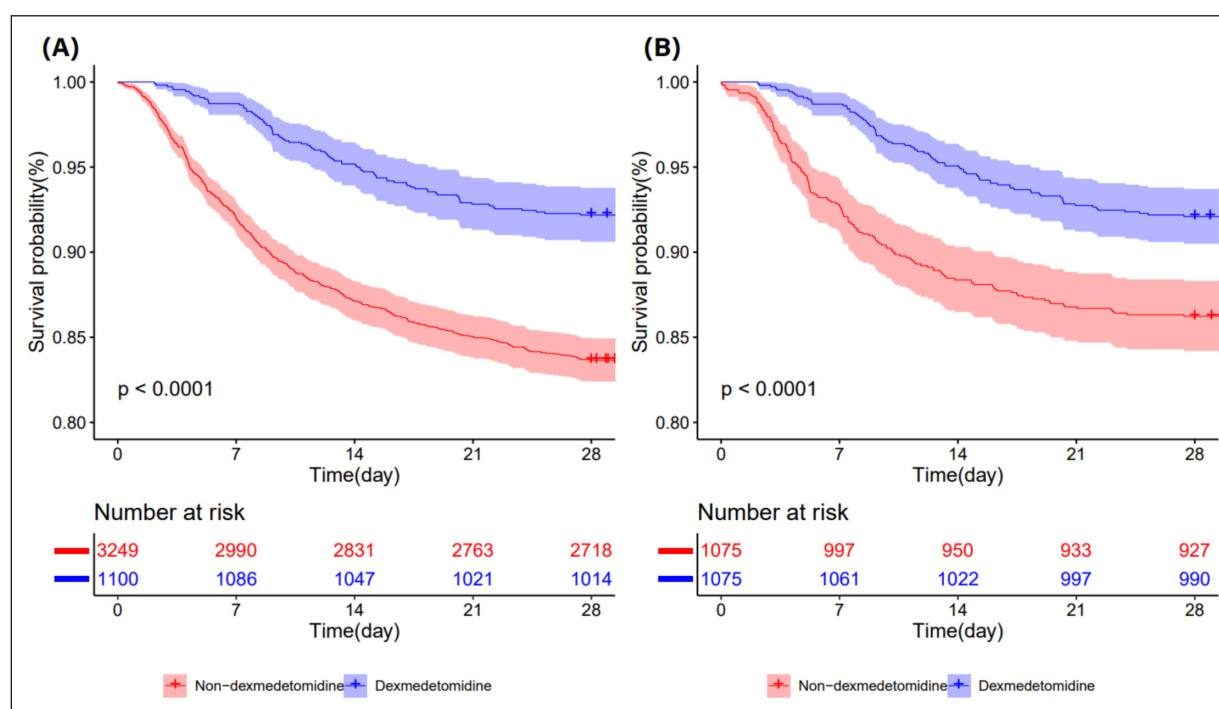 (A)
Survival probability(%)
1.00
0.95
0.90
0.85
0.80
p < 0.0001
0 7 14 21 28
Time(day)
Number at risk
3249 2990 2831 2763 2718
1100 1086 1047 1021 1014
0 7 14 21 28
Time(day)
Non-dexmedetomidine Dexmedetomidine
(B)
Survival probability(%)
1.00
0.95
0.90
0.85
0.80
p < 0.0001
0 7 14 21 28
Time(day)
Number at risk
1075 997 950 933 927
1075 1061 1022 997 990
0 7 14 21 28
Time(day)
Non-dexmedetomidine Dexmedetomidine